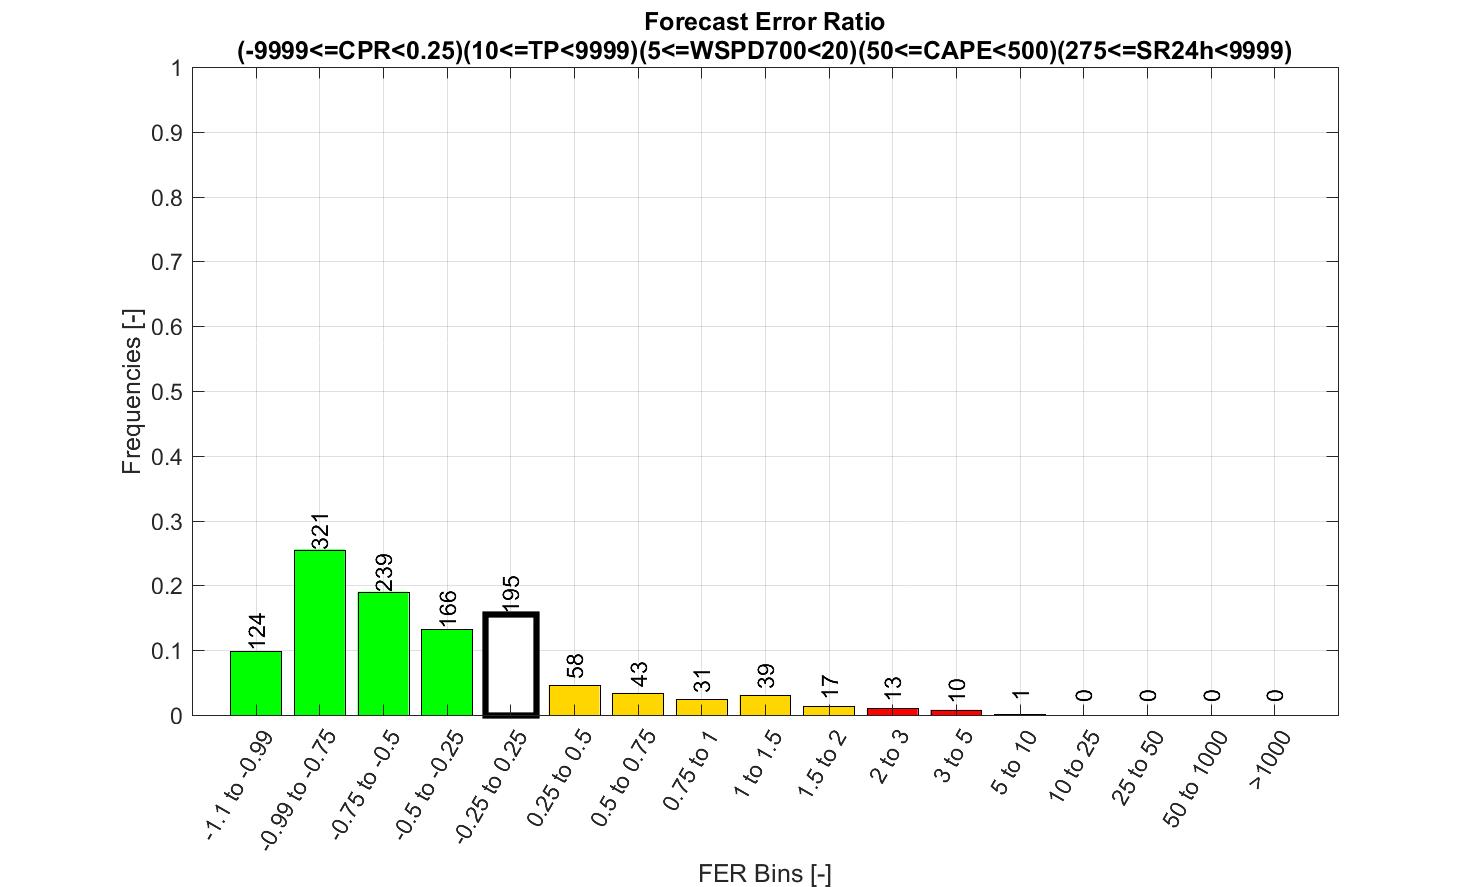 Forecast Error Ratio
(-9999<=CPR<0.25)(10<=TP<9999)(5<=WSPD700<20)(50<=CAPE<500)(275<=SR24h<9999)
1
0.9
0.8
0.7
0.6
0.5
0.4
0.3
0.2
0.1
0
Frequencies [-]
124
321
239
166
195
58
43
31
39
17
13
10
1
0
0
0
0
-1.1 to -0.99
-0.99 to -0.75
-0.75 to -0.5
-0.5 to -0.25
-0.25 to 0.25
0.25 to 0.5
0.5 to 0.75
0.75 to 1
1 to 1.5
1.5 to 2
2 to 3
3 to 5
5 to 10
10 to 25
25 to 50
50 to 1000
>1000
FER Bins [-]